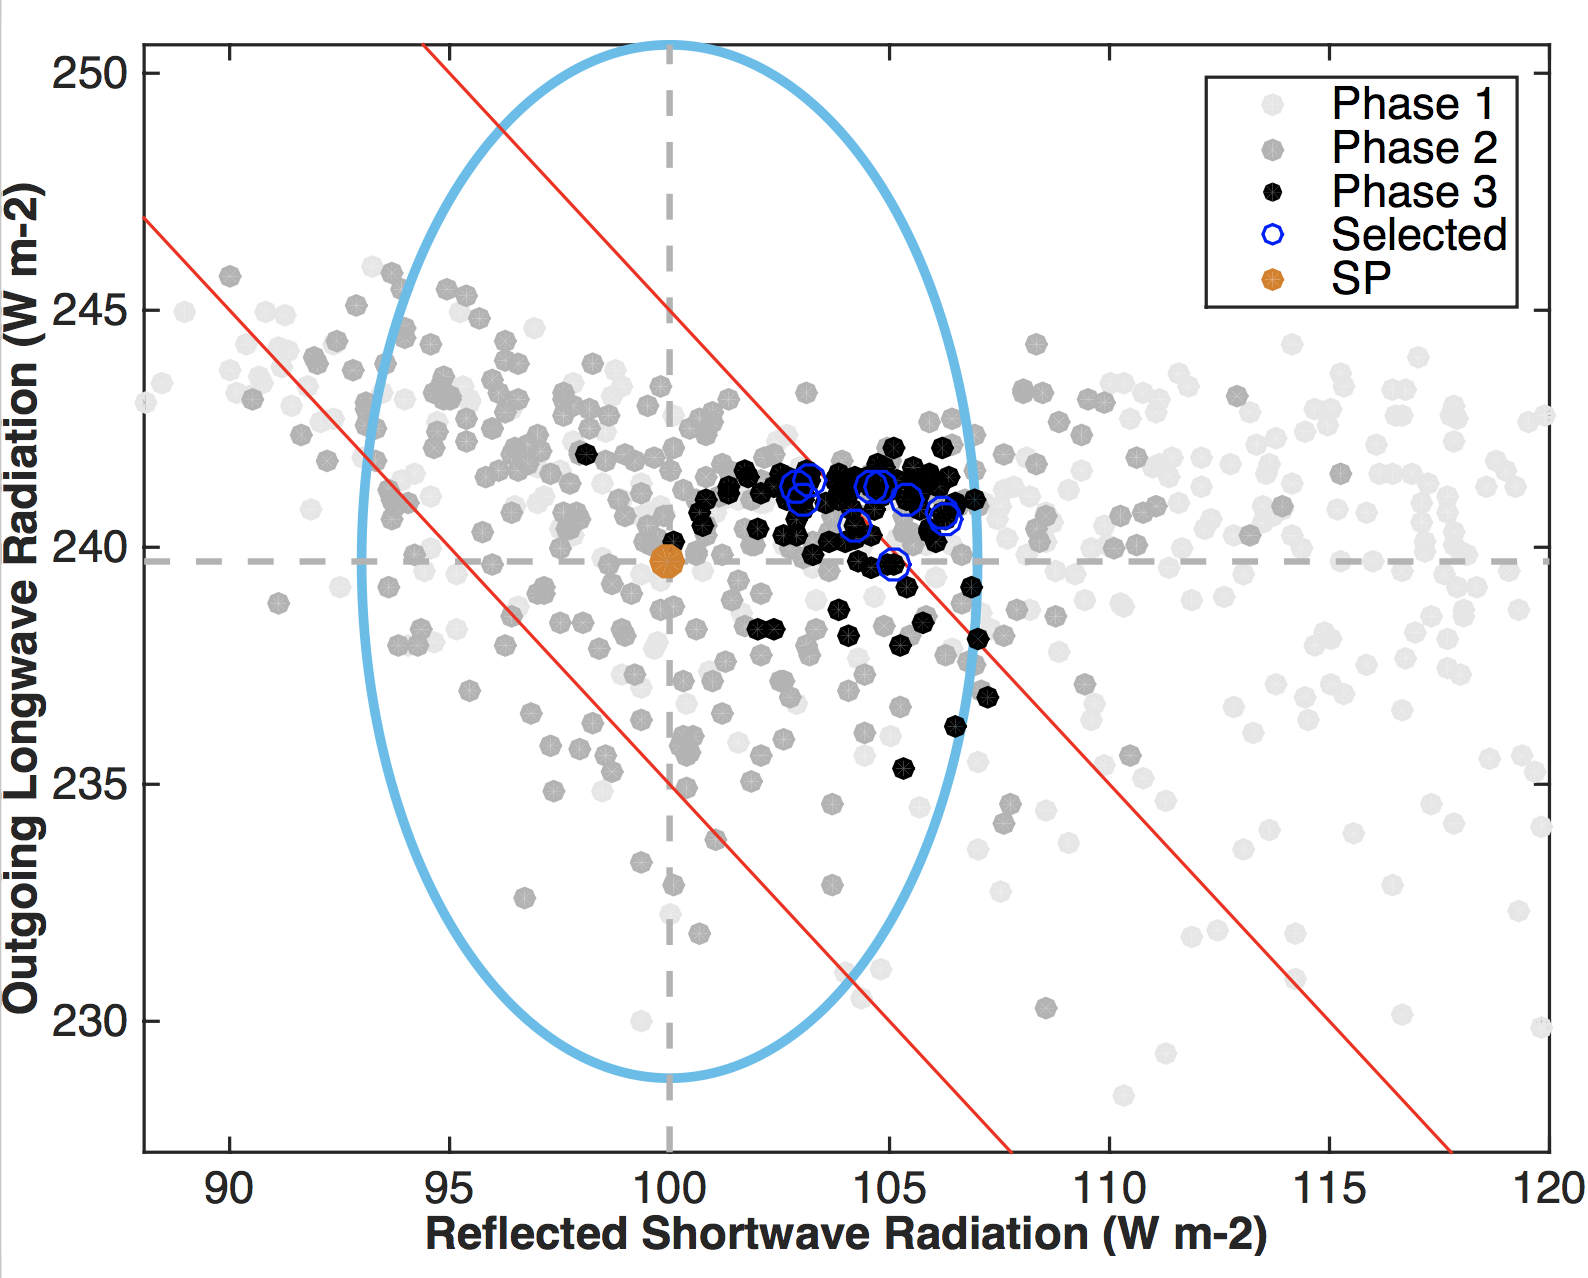 250
245
240
235
230
Outgoing Longwave Radiation (W m-2)
Phase 1
Phase 2
Phase 3
Selected
SP
90 95 100 105 110 115 120
Reflected Shortwave Radiation (W m-2)